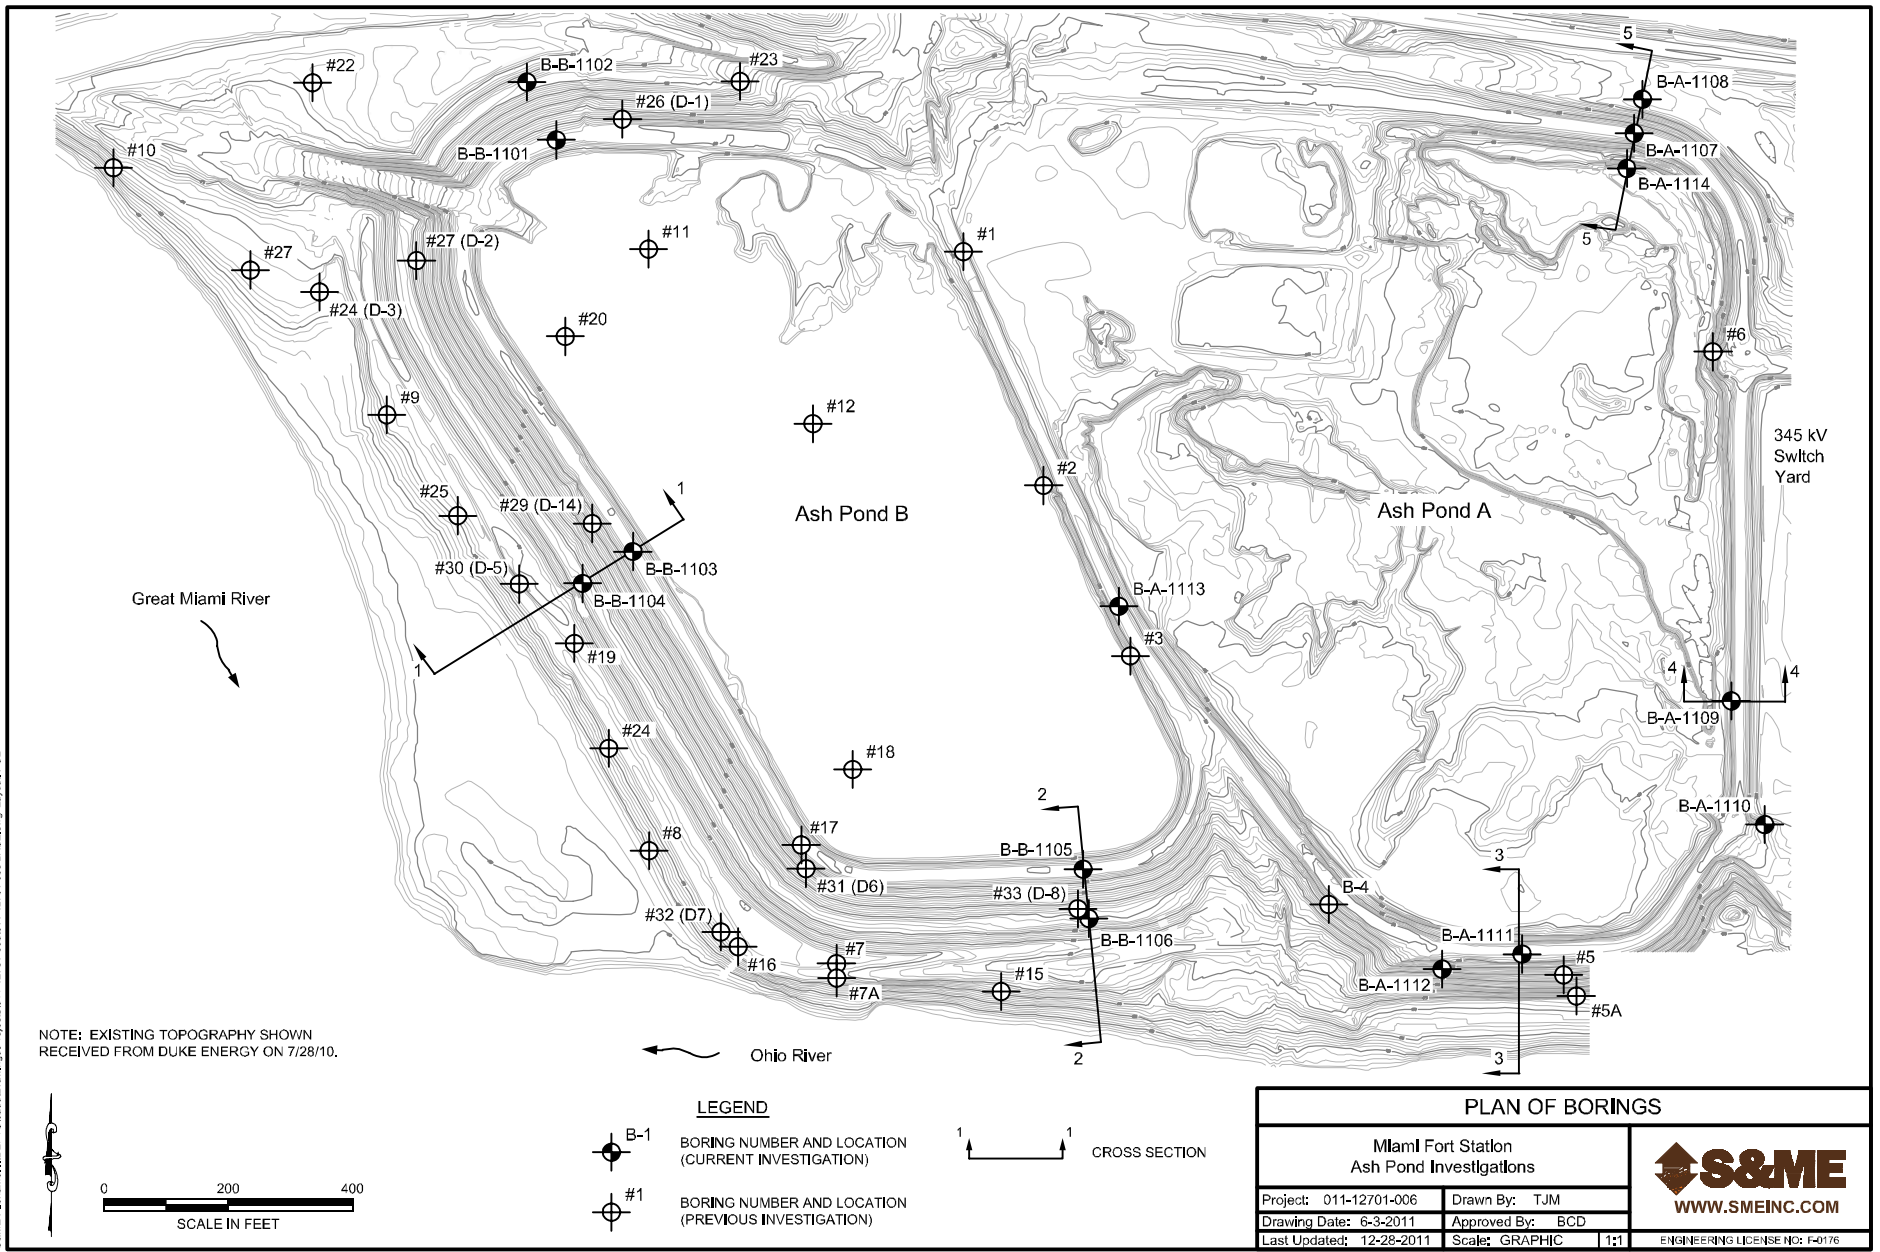 5
#22
B-B-1102
#23
B-A-1108
#26 (D-1)
B-B-1101
B-A-1107
#10
B-A-1114
#27 (D-2)
#11
#1
5
#27
#24 (D-3)
#20
#6
#9
#12
345 kV
Switch
Yard
#2
#25
1
#29 (D-14)
Ash Pond B
Ash Pond A
#30 (D-5)
B-B-1103
B-B-1104
B-A-1113
Great Miami River
#3
#19
1
4
4
B-A-1109
#24
#18
2
B-A-1110
#8
#17
B-B-1105
3
#31 (D6)
#33 (D-8)
B-4
#32 (D7)
B-B-1106
B-A-1111
#16
#7
#5
#7A
#15
B-A-1112
#5A
NOTE: EXISTING TOPOGRAPHY SHOWN
RECEIVED FROM DUKE ENERGY ON 7/28/10.
Ohio River
2
3
LEGEND
B-1
BORING NUMBER AND LOCATION
(CURRENT INVESTIGATION)
1
1
CROSS SECTION
#1
BORING NUMBER AND LOCATION
(PREVIOUS INVESTIGATION)
0
200
400
SCALE IN FEET
PLAN OF BORINGS
Miami Fort Station
Ash Pond Investigations
Project: 011-12701-006
Drawn By: TJM
Drawing Date: 6-3-2011
Approved By: BCD
Last Updated: 12-28-2011
Scale: GRAPHIC
1:1
S&ME
WWW.SMEINC.COM
ENGINEERING LICENSE NO: F-0176